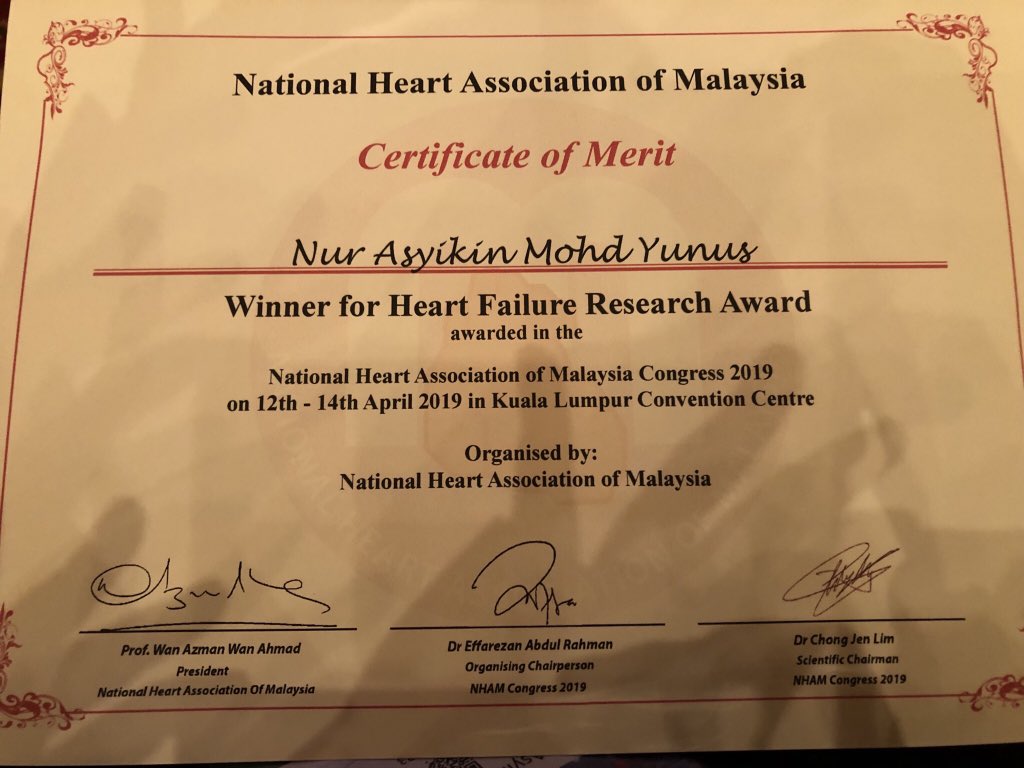 National Heart Association of Malaysia
Certificate of Merit
Nur Asyikin Mohd Yunus
Winner for Heart Failure Research Award
awarded in the
National Heart Association of Malaysia Congress 2019
on 12th - 14th April 2019 in Kuala Lumpur Convention Centre
Organised by:
National Heart Association of Malaysia
Prof. Wan Azman Wan Ahmad
President
National Heart Association Of Malaysia
Dr Effarezan Abdul Rahman
Organising Chairperson
NHAM Congress 2019
Dr Chong Jen Lim
Scientific Chairman
NHAM Congress 2019